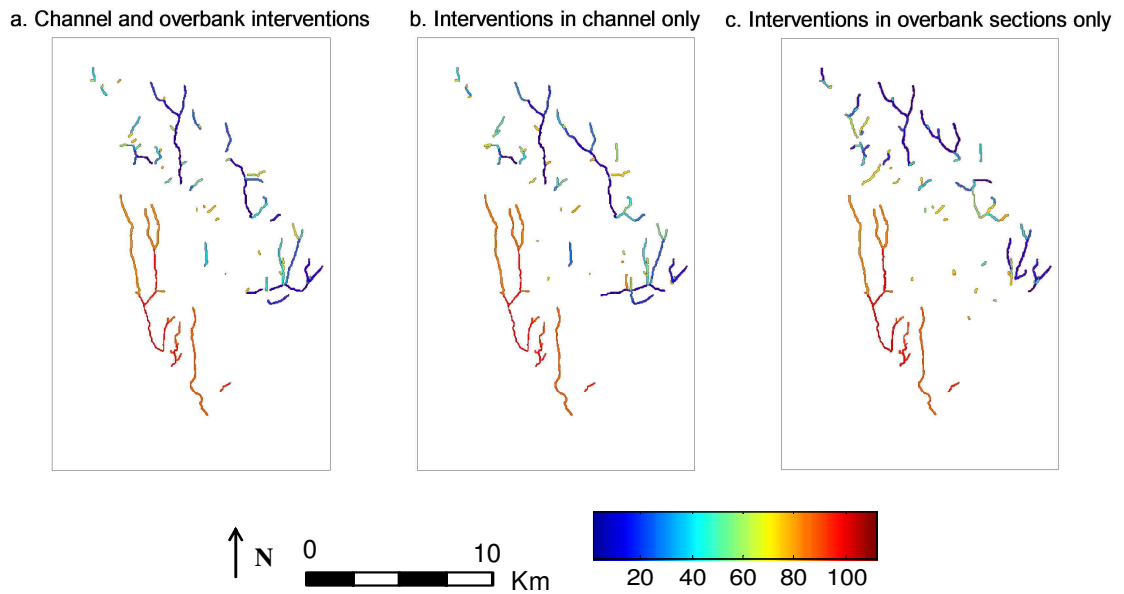 a. Channel and overbank interventions
b. Interventions in channel only
c. Interventions in overbank sections only
N
0
10
Km
20
40
60
80
100